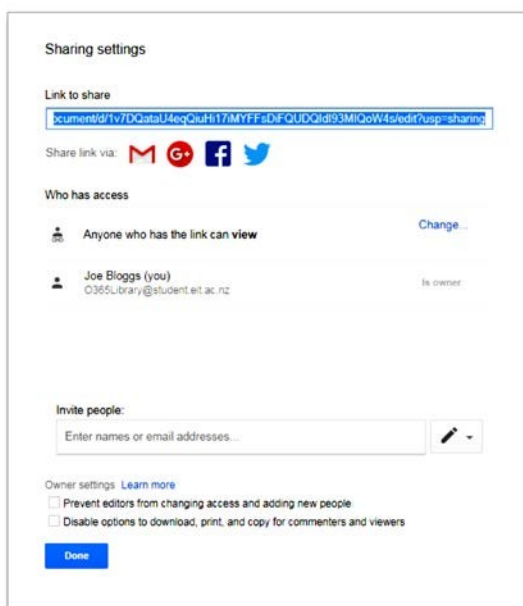 Sharing settings
Link to share
ocument/d/1v7DQataU4eqQiuHi17iMYFFsDiFQUDQIdI93MIQoW4s/edit?usp=sharing
Share link via:
Who has access
Anyone who has the link can view
Change...
Joe Bloggs (you)
O365Library@student.eit.ac.nz
Is owner
Invite people:
Enter names or email addresses...
Owner settings Learn more
Prevent editors from changing access and adding new people
Disable options to download, print, and copy for commenters and viewers
Done